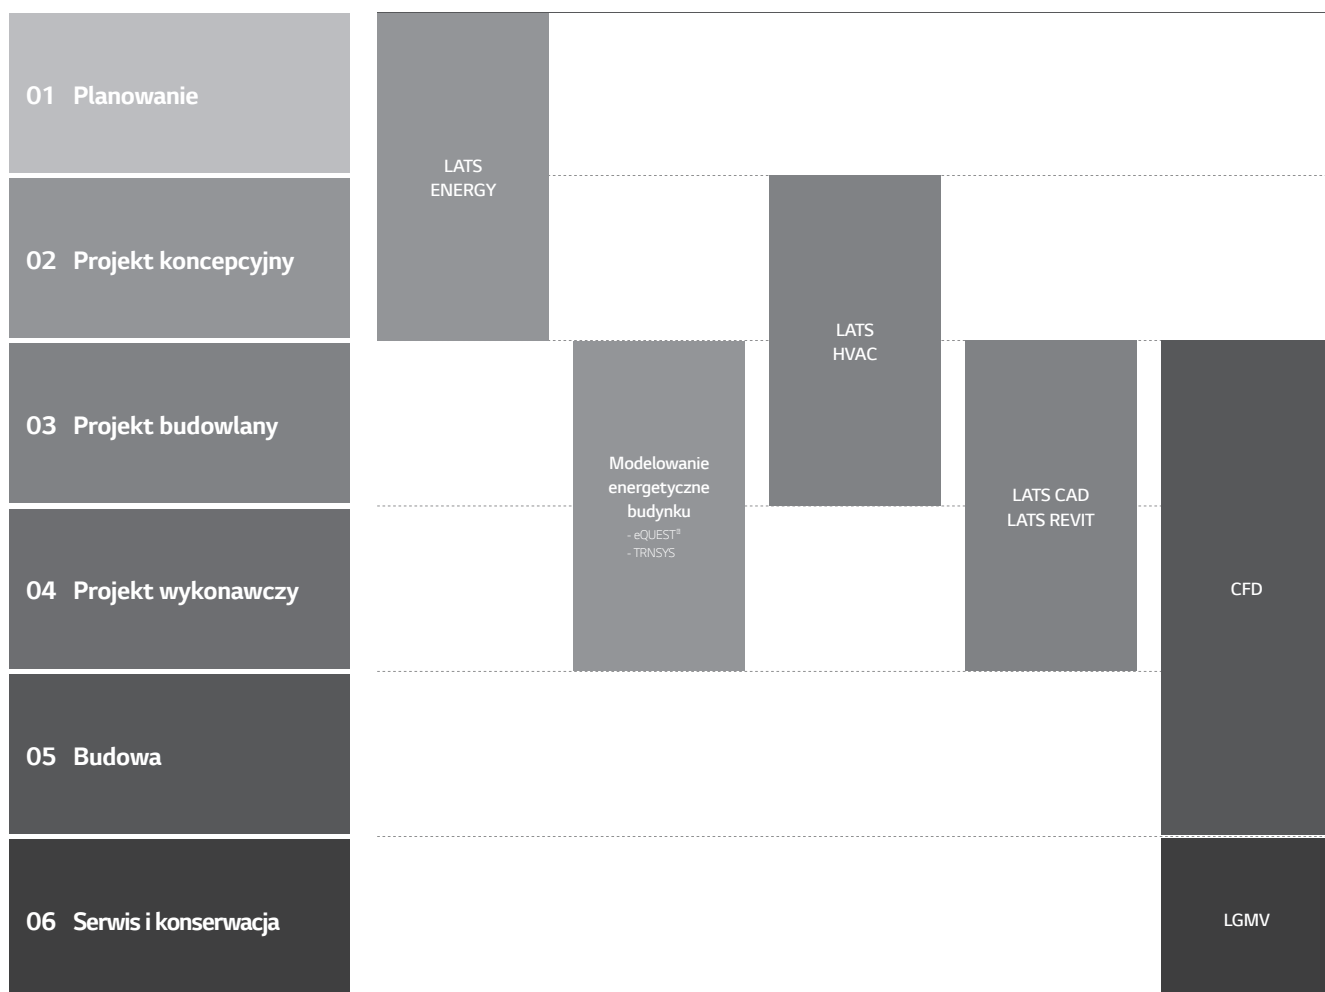 01 Planowanie
02 Projekt koncepcyjny
03 Projekt budowlany
04 Projekt wykonawczy
05 Budowa
06 Serwis i konserwacja
LATS
ENERGY
Modelowanie
energetyczne
budynku
- eQUEST®
- TRNSYS
LATS
HVAC
LATS CAD
LATS REVIT
CFD
LGMV